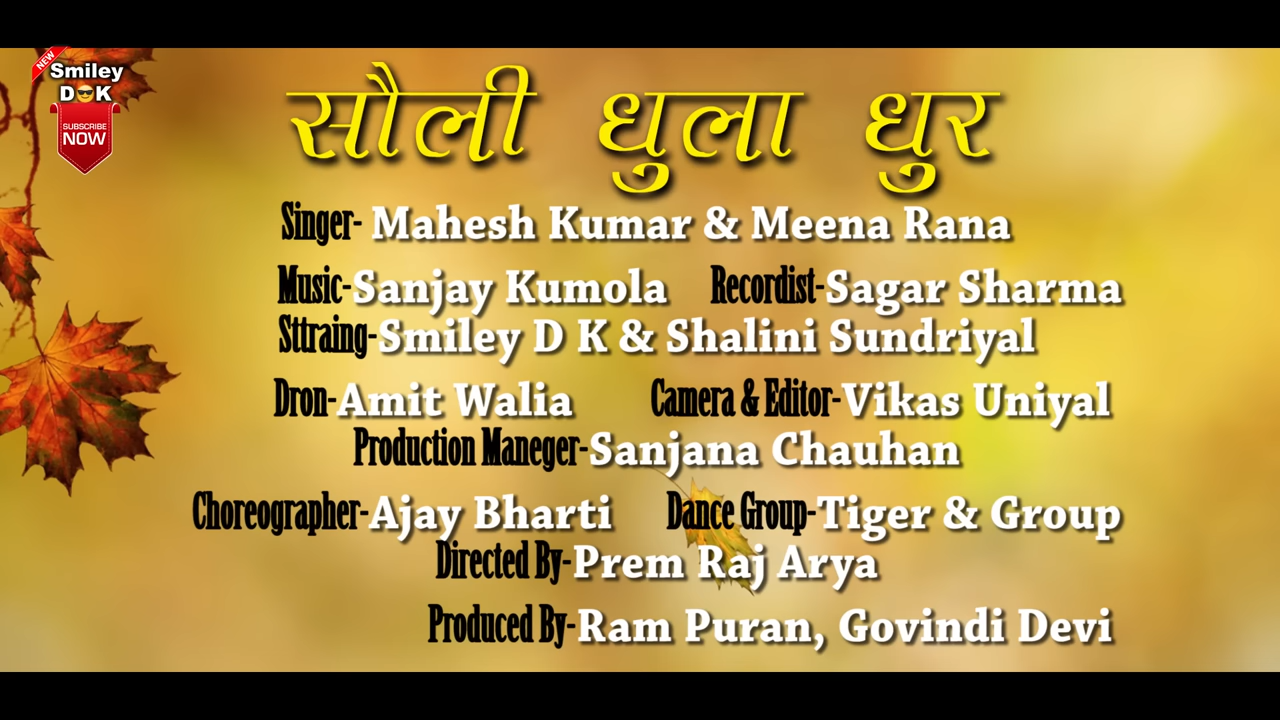 NEW
Smiley
D K
SUBSCRIBE
NOW
सौली धुला धुर
Singer- Mahesh Kumar & Meena Rana
Music-Sanjay Kumola Recordist-Sagar Sharma
Sttraing-Smiley D K & Shalini Sundriyal
Dron-Amit Walia Camera & Editor-Vikas Uniyal
Production Maneger-Sanjana Chauhan
Choreographer-Ajay Bharti Dance Group-Tiger & Group
Directed By-Prem Raj Arya
Produced By-Ram Puran, Govindi Devi